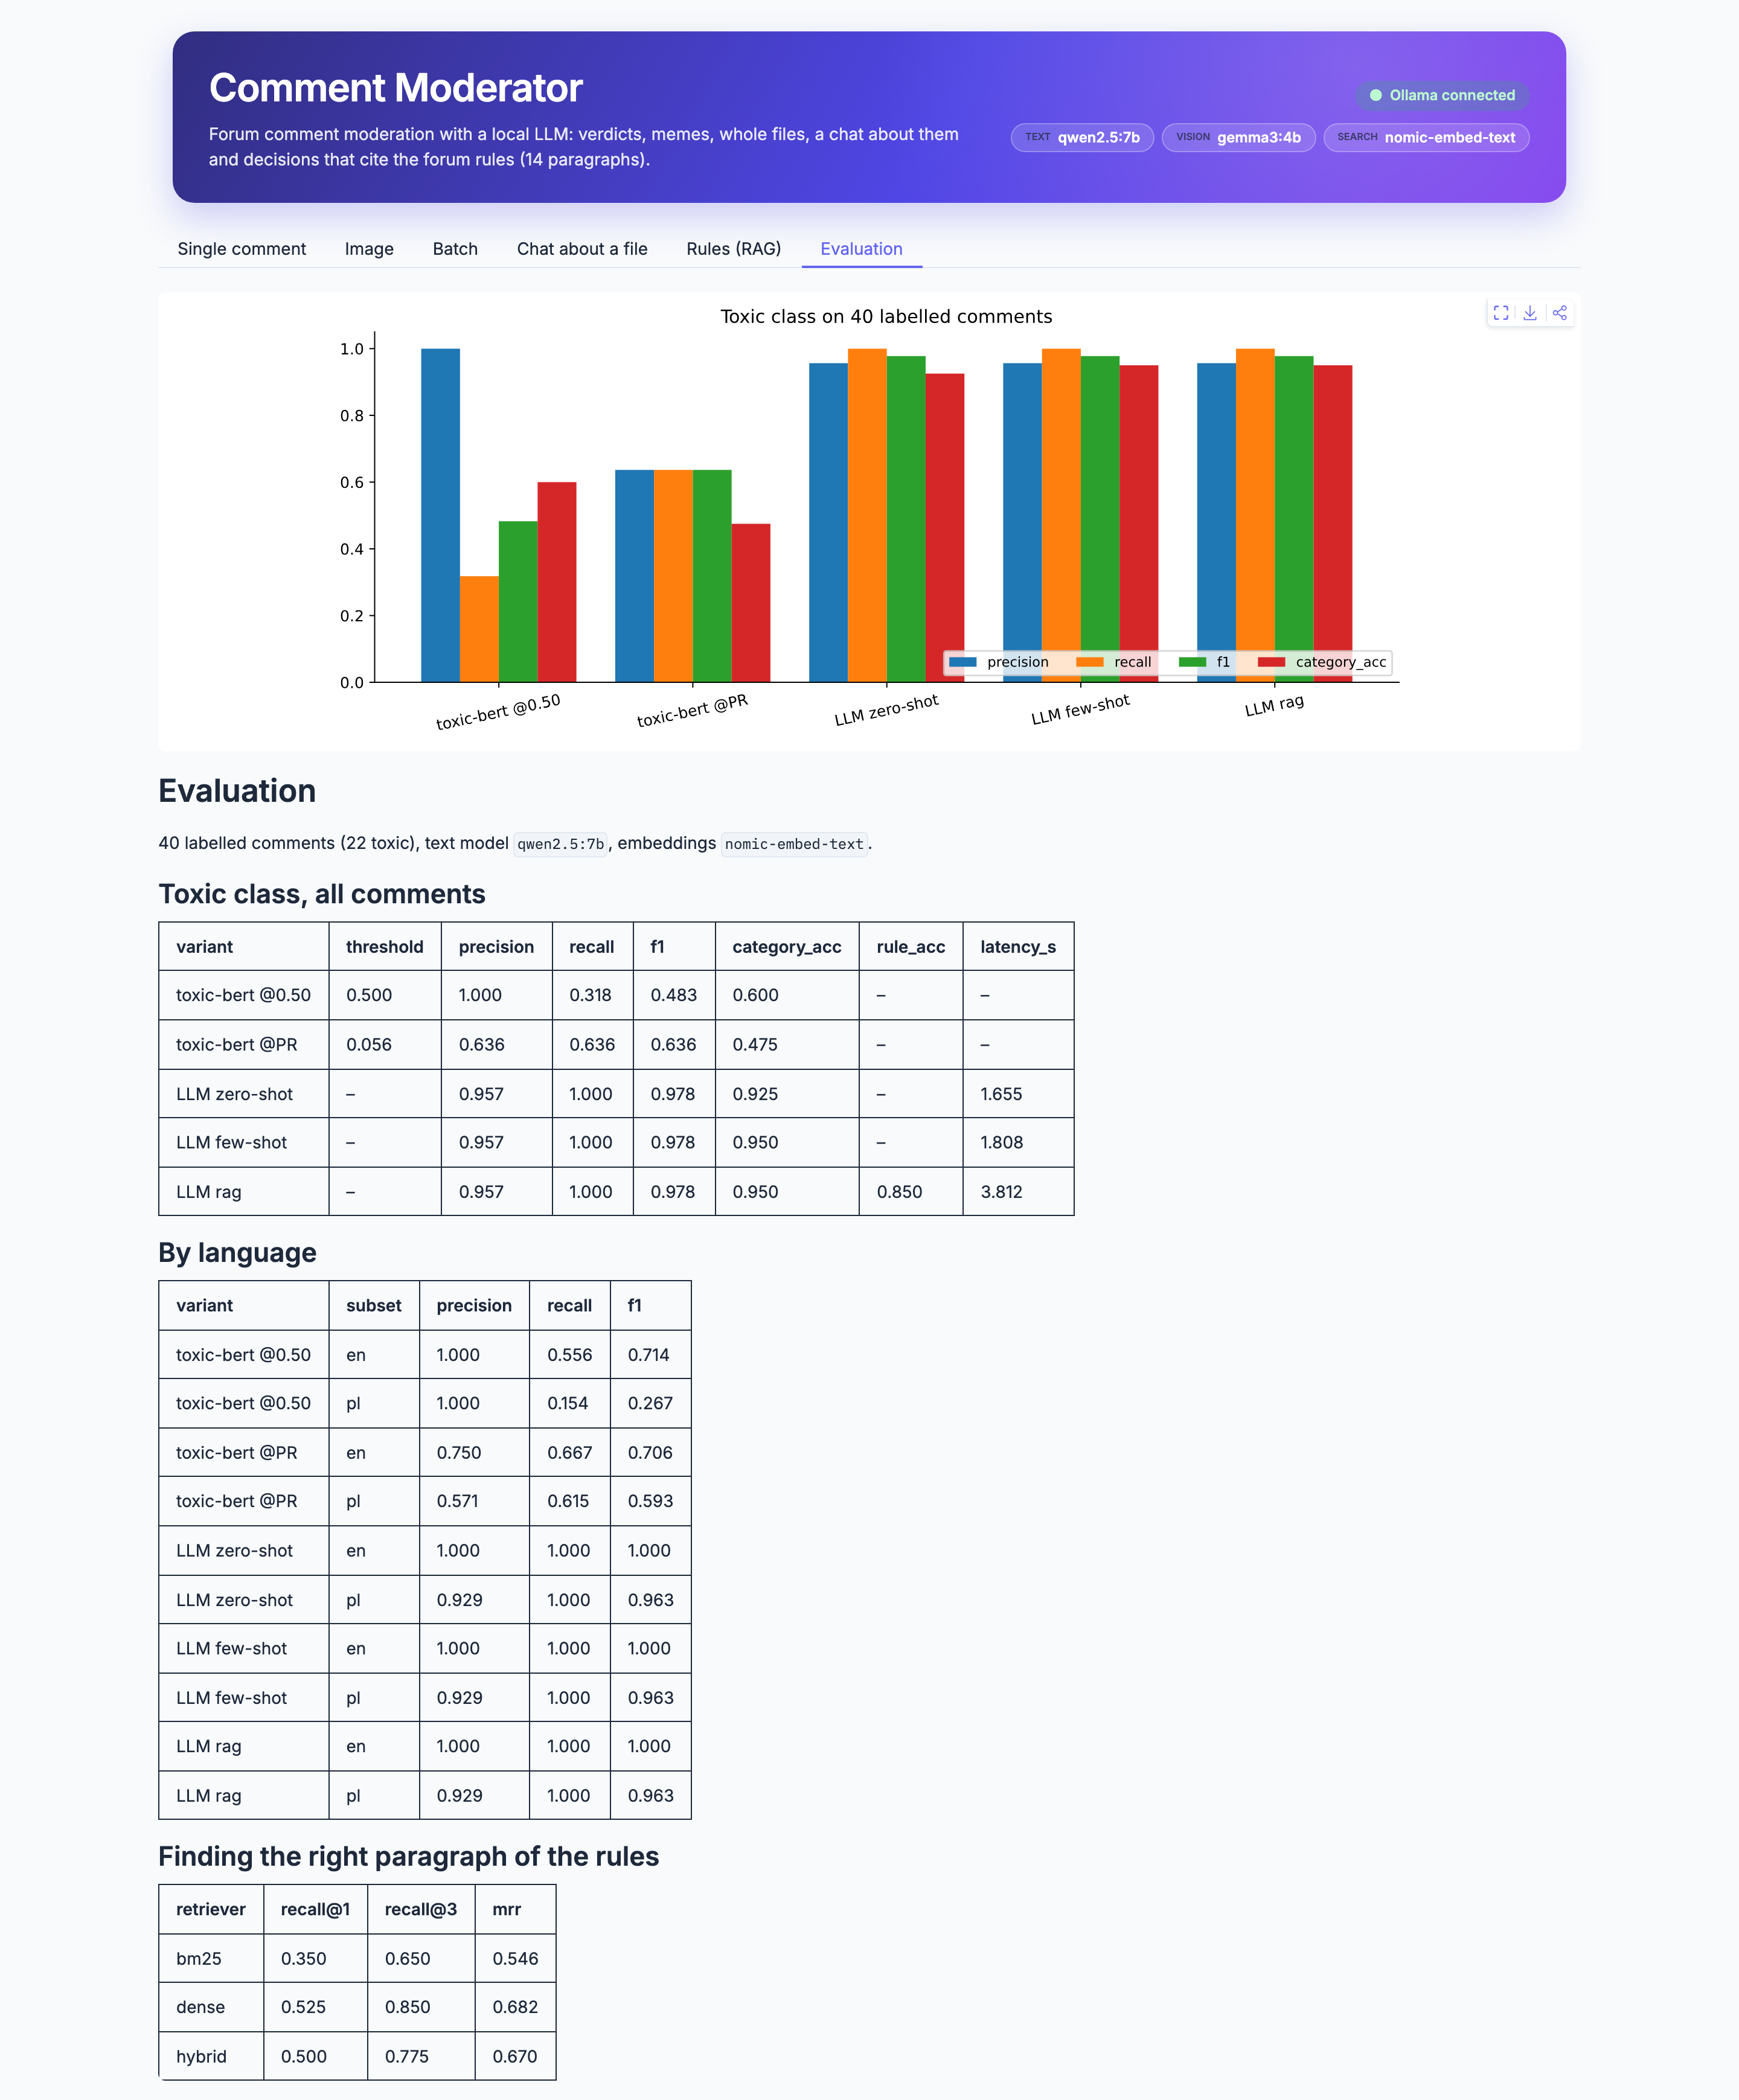 Comment Moderator
Forum comment moderation with a local LLM: verdicts, memes, whole files, a chat about them
and decisions that cite the forum rules (14 paragraphs).
Ollama connected
TEXT qwen2.5:7b VISION gemma3:4b SEARCH nomic-embed-text
Single comment Image Batch Chat about a file Rules (RAG) Evaluation
Toxic class on 40 labelled comments
1.0
0.8
0.6
0.4
0.2
0.0
precision recall f1 category_acc
toxic-bert @0.50 toxic-bert @PR LLM zero-shot LLM few-shot LLM rag
Evaluation
40 labelled comments (22 toxic), text model qwen2.5:7b, embeddings nomic-embed-text.
Toxic class, all comments
variant threshold precision recall f1 category_acc rule_acc latency_s
toxic-bert @0.50 0.500 1.000 0.318 0.483 0.600 – –
toxic-bert @PR 0.056 0.636 0.636 0.636 0.475 – –
LLM zero-shot – 0.957 1.000 0.978 0.925 – 1.655
LLM few-shot – 0.957 1.000 0.978 0.950 – 1.808
LLM rag – 0.957 1.000 0.978 0.950 0.850 3.812
By language
variant subset precision recall f1
toxic-bert @0.50 en 1.000 0.556 0.714
toxic-bert @0.50 pl 1.000 0.154 0.267
toxic-bert @PR en 0.750 0.667 0.706
toxic-bert @PR pl 0.571 0.615 0.593
LLM zero-shot en 1.000 1.000 1.000
LLM zero-shot pl 0.929 1.000 0.963
LLM few-shot en 1.000 1.000 1.000
LLM few-shot pl 0.929 1.000 0.963
LLM rag en 1.000 1.000 1.000
LLM rag pl 0.929 1.000 0.963
Finding the right paragraph of the rules
retriever recall@1 recall@3 mrr
bm25 0.350 0.650 0.546
dense 0.525 0.850 0.682
hybrid 0.500 0.775 0.670